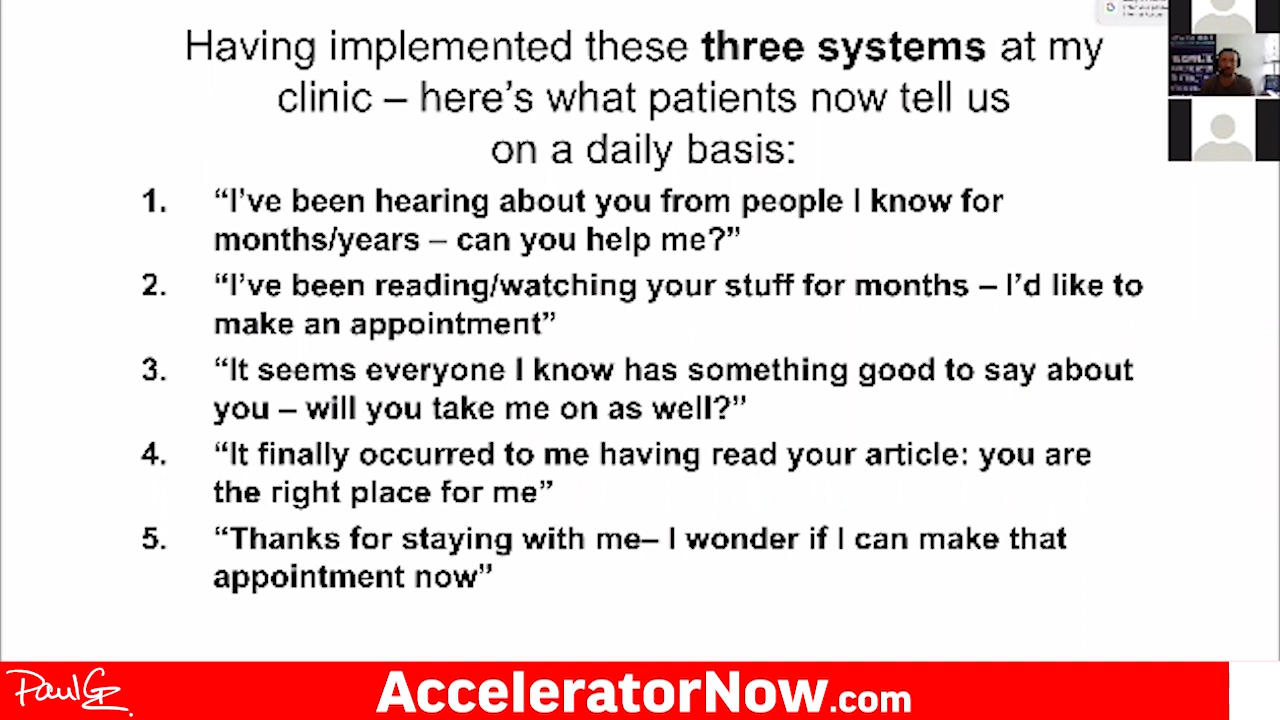 Having implemented these three systems at my
clinic – here’s what patients now tell us
on a daily basis:
1. “I’ve been hearing about you from people I know for
months/years – can you help me?”
2. “I’ve been reading/watching your stuff for months – I’d like to
make an appointment”
3. “It seems everyone I know has something good to say about
you – will you take me on as well?”
4. “It finally occurred to me having read your article: you are
the right place for me”
5. “Thanks for staying with me– I wonder if I can make that
appointment now”
PaulG
AcceleratorNow.com